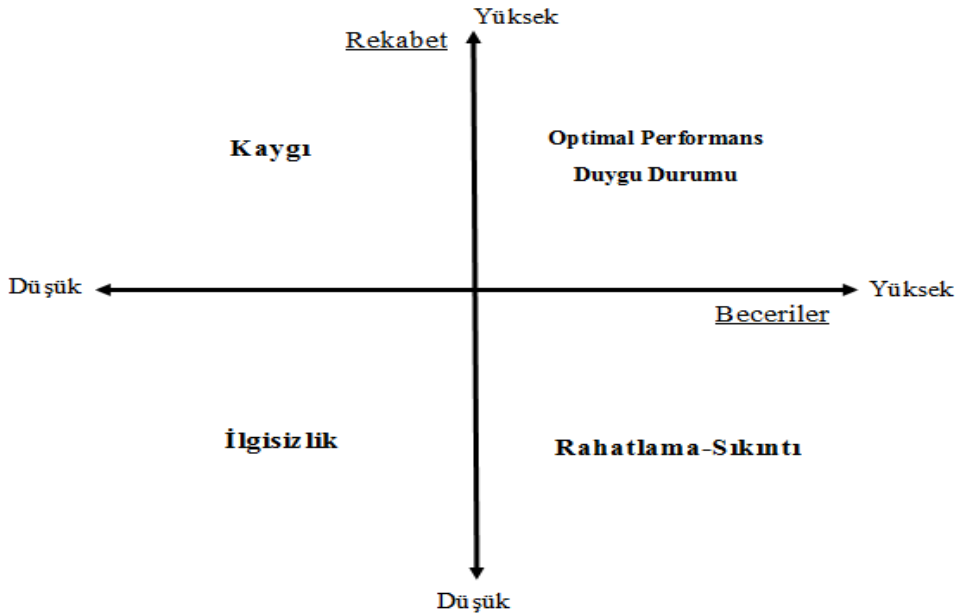 Yüksek
Rekabet
Kaygı
Optimal Performans
Duygu Durumu
Düşük
Yüksek
Beceriler
İlgisizlik
Rahatlama-Sıkıntı
Düşük